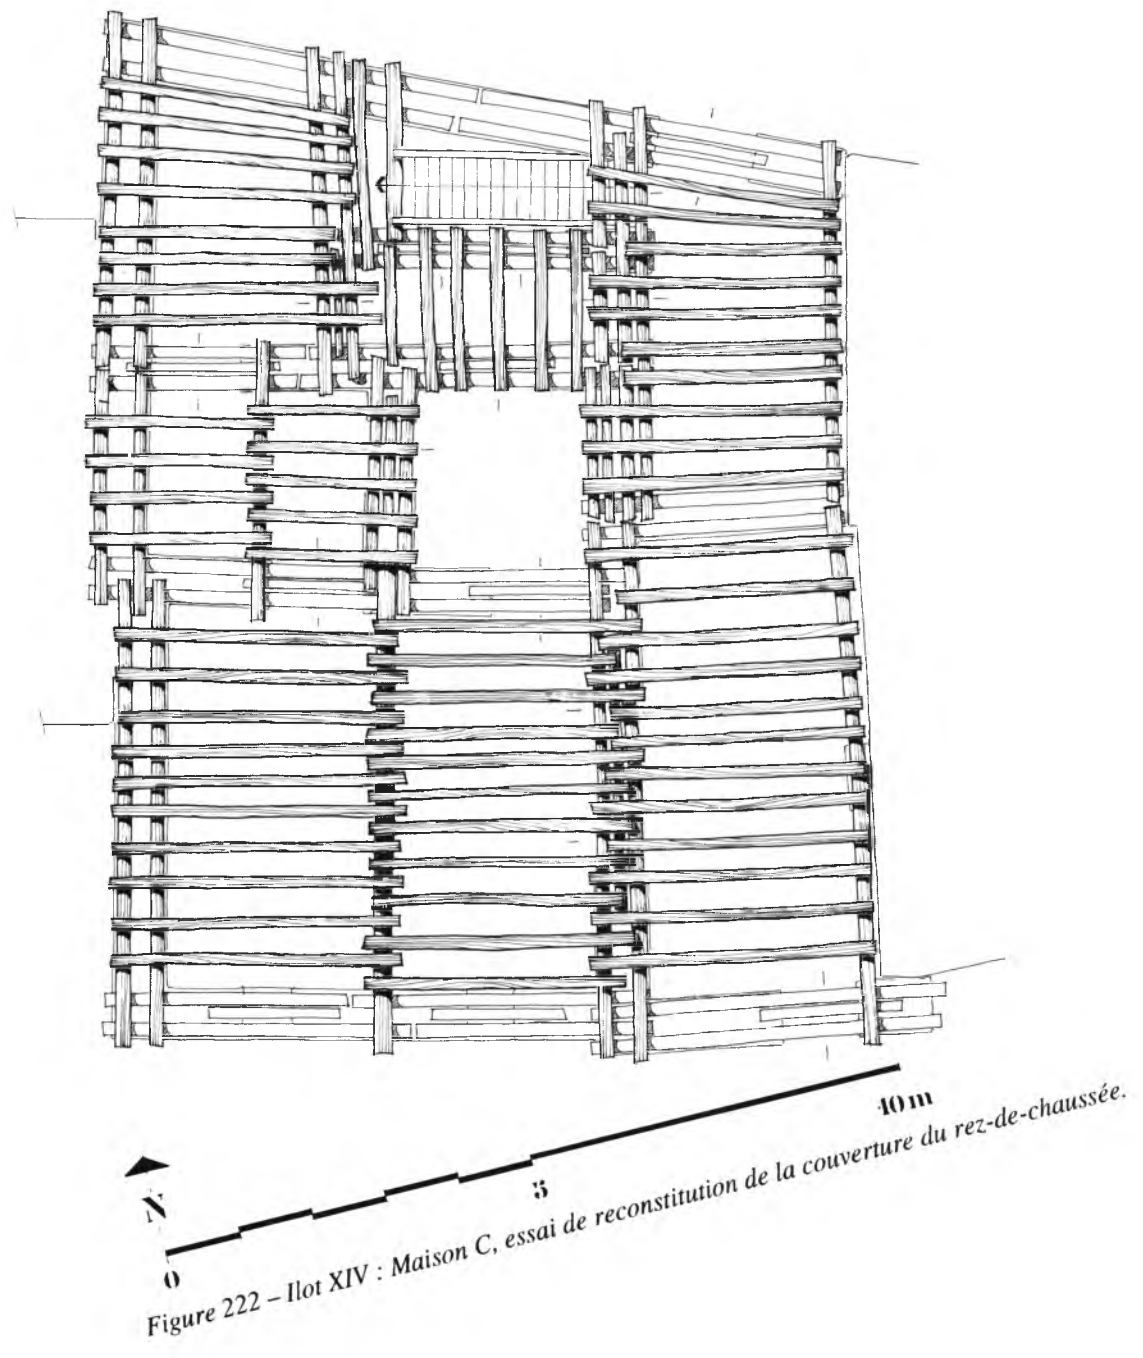 10 m
5
N
0
Figure 222 – Ilot XIV : Maison C, essai de reconstitution de la couverture du rez-de-chaussée.